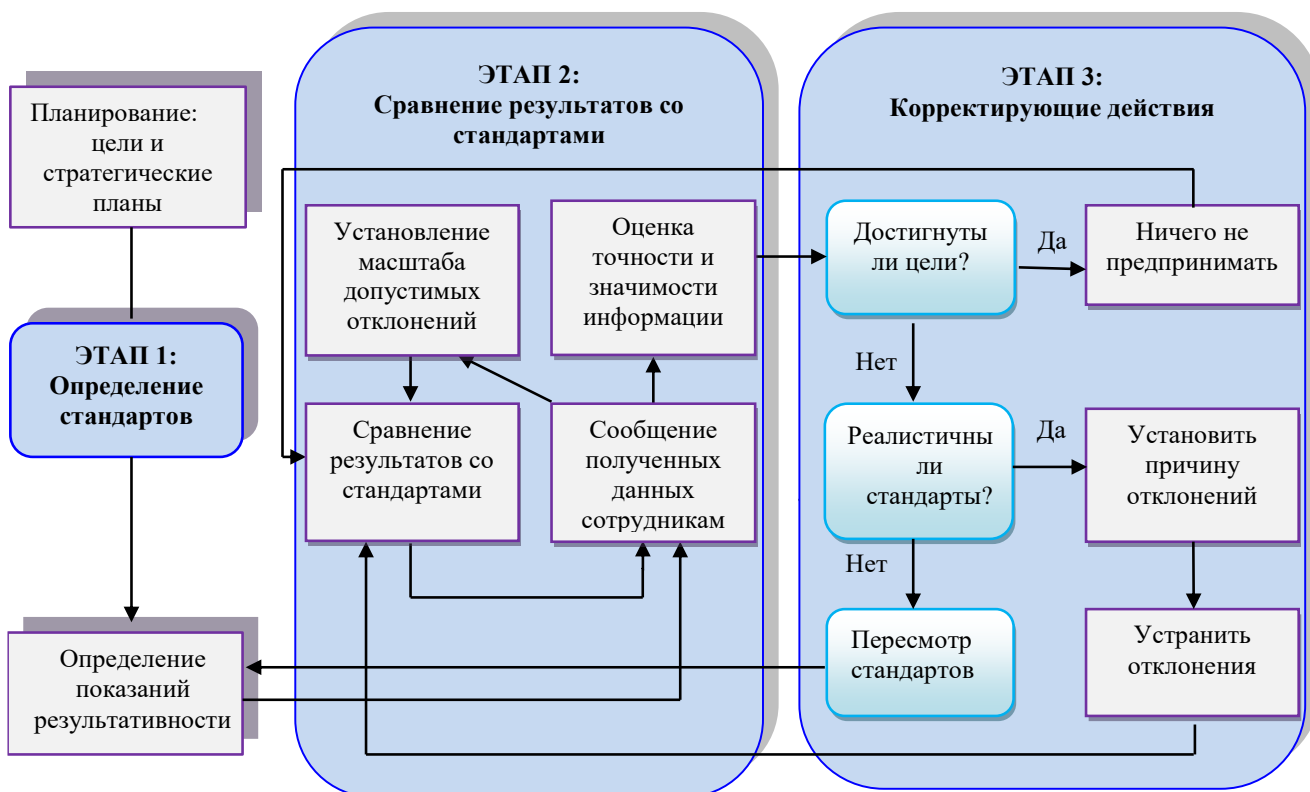 Планирование:
цели и
стратегические
планы
ЭТАП 1:
Определение
стандартов
Определение
показаний
результативности
ЭТАП 2:
Сравнение результатов со
стандартами
Установление
масштаба
допустимых
отклонений
Оценка
точности и
значимости
информации
Сравнение
результатов со
стандартами
Сообщение
полученных
данных
сотрудникам
ЭТАП 3:
Корректирующие действия
Достигнуты
ли цели?
Да
Ничего не
предпринимать
Нет
Реалистичны
ли
стандарты?
Да
Установить
причину
отклонений
Нет
Пересмотр
стандартов
Устранить
отклонения